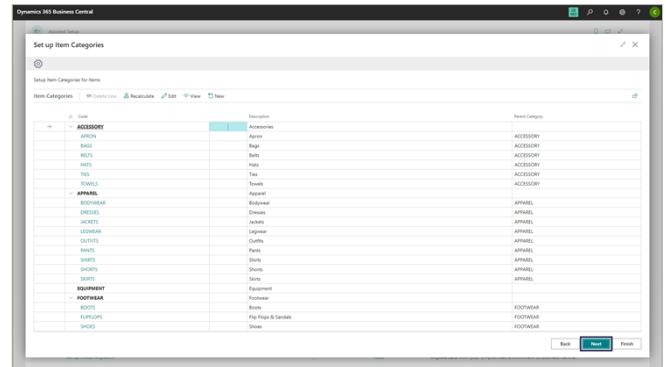 Dynamics 365 Business Central
?
C
Assisted Setup
Set up Item Categories
Setup Item Categories for Items
Item Categories Delete Line Recalculate Edit View New
Code Description Parent Category
ACCESSORY Accessories
APRON Apron ACCESSORY
BAGS Bags ACCESSORY
BELTS Belts ACCESSORY
HATS Hats ACCESSORY
TIES Ties ACCESSORY
TOWELS Towels ACCESSORY
APPAREL Apparel
BODYWEAR Bodywear APPAREL
DRESSES Dresses APPAREL
JACKETS Jackets APPAREL
LEGWEAR Legwear APPAREL
OUTFITS Outfits APPAREL
PANTS Pants APPAREL
SHIRTS Shirts APPAREL
SHORTS Shorts APPAREL
SKIRTS Skirts APPAREL
EQUIPMENT Equipment
FOOTWEAR Footwear
BOOTS Boots FOOTWEAR
FLIPFLOPS Flip Flops & Sandals FOOTWEAR
SHOES Shoes FOOTWEAR
Back Next Finish